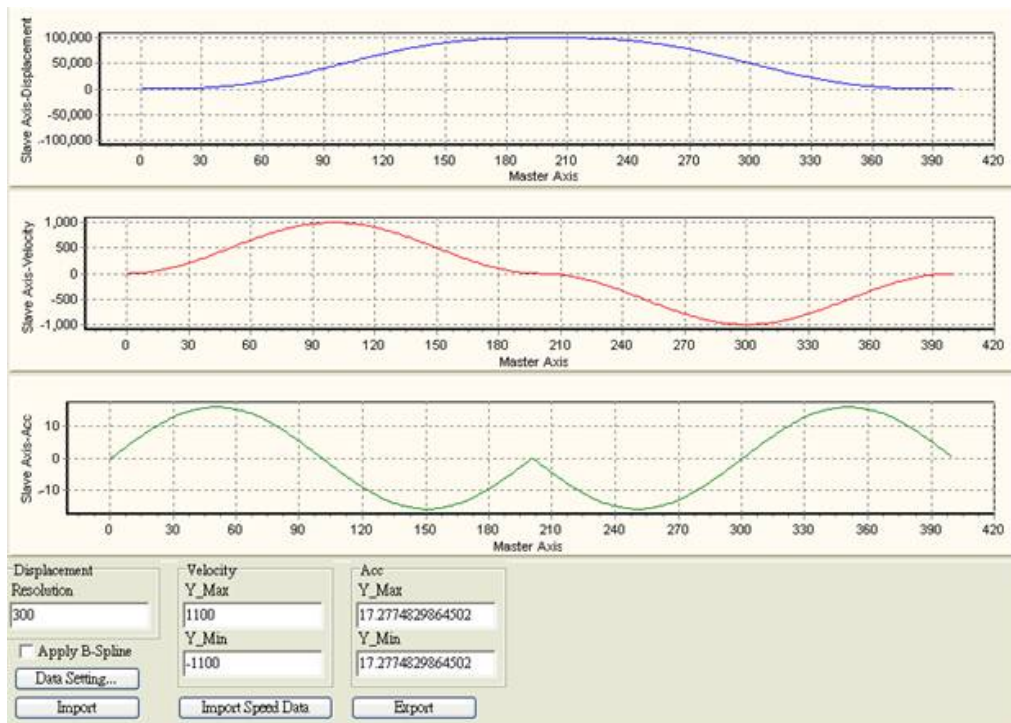 Slave Axis-Displacement
100,000
50,000
0
-50,000
-100,000
0 30 60 90 120 150 180 210 240 270 300 330 360 390 420
Master Axis
Slave Axis-Velocity
1,000
500
0
-500
-1,000
0 30 60 90 120 150 180 210 240 270 300 330 360 390 420
Master Axis
Slave Axis-Acc
10
0
-10
0 30 60 90 120 150 180 210 240 270 300 330 360 390 420
Master Axis
Displacement
Resolution
300
Apply B-Spline
Data Setting...
Import
Velocity
Y_Max
1100
Y_Min
-1100
Import Speed Data
Acc
Y_Max
17.2774829864502
Y_Min
17.2774829864502
Export